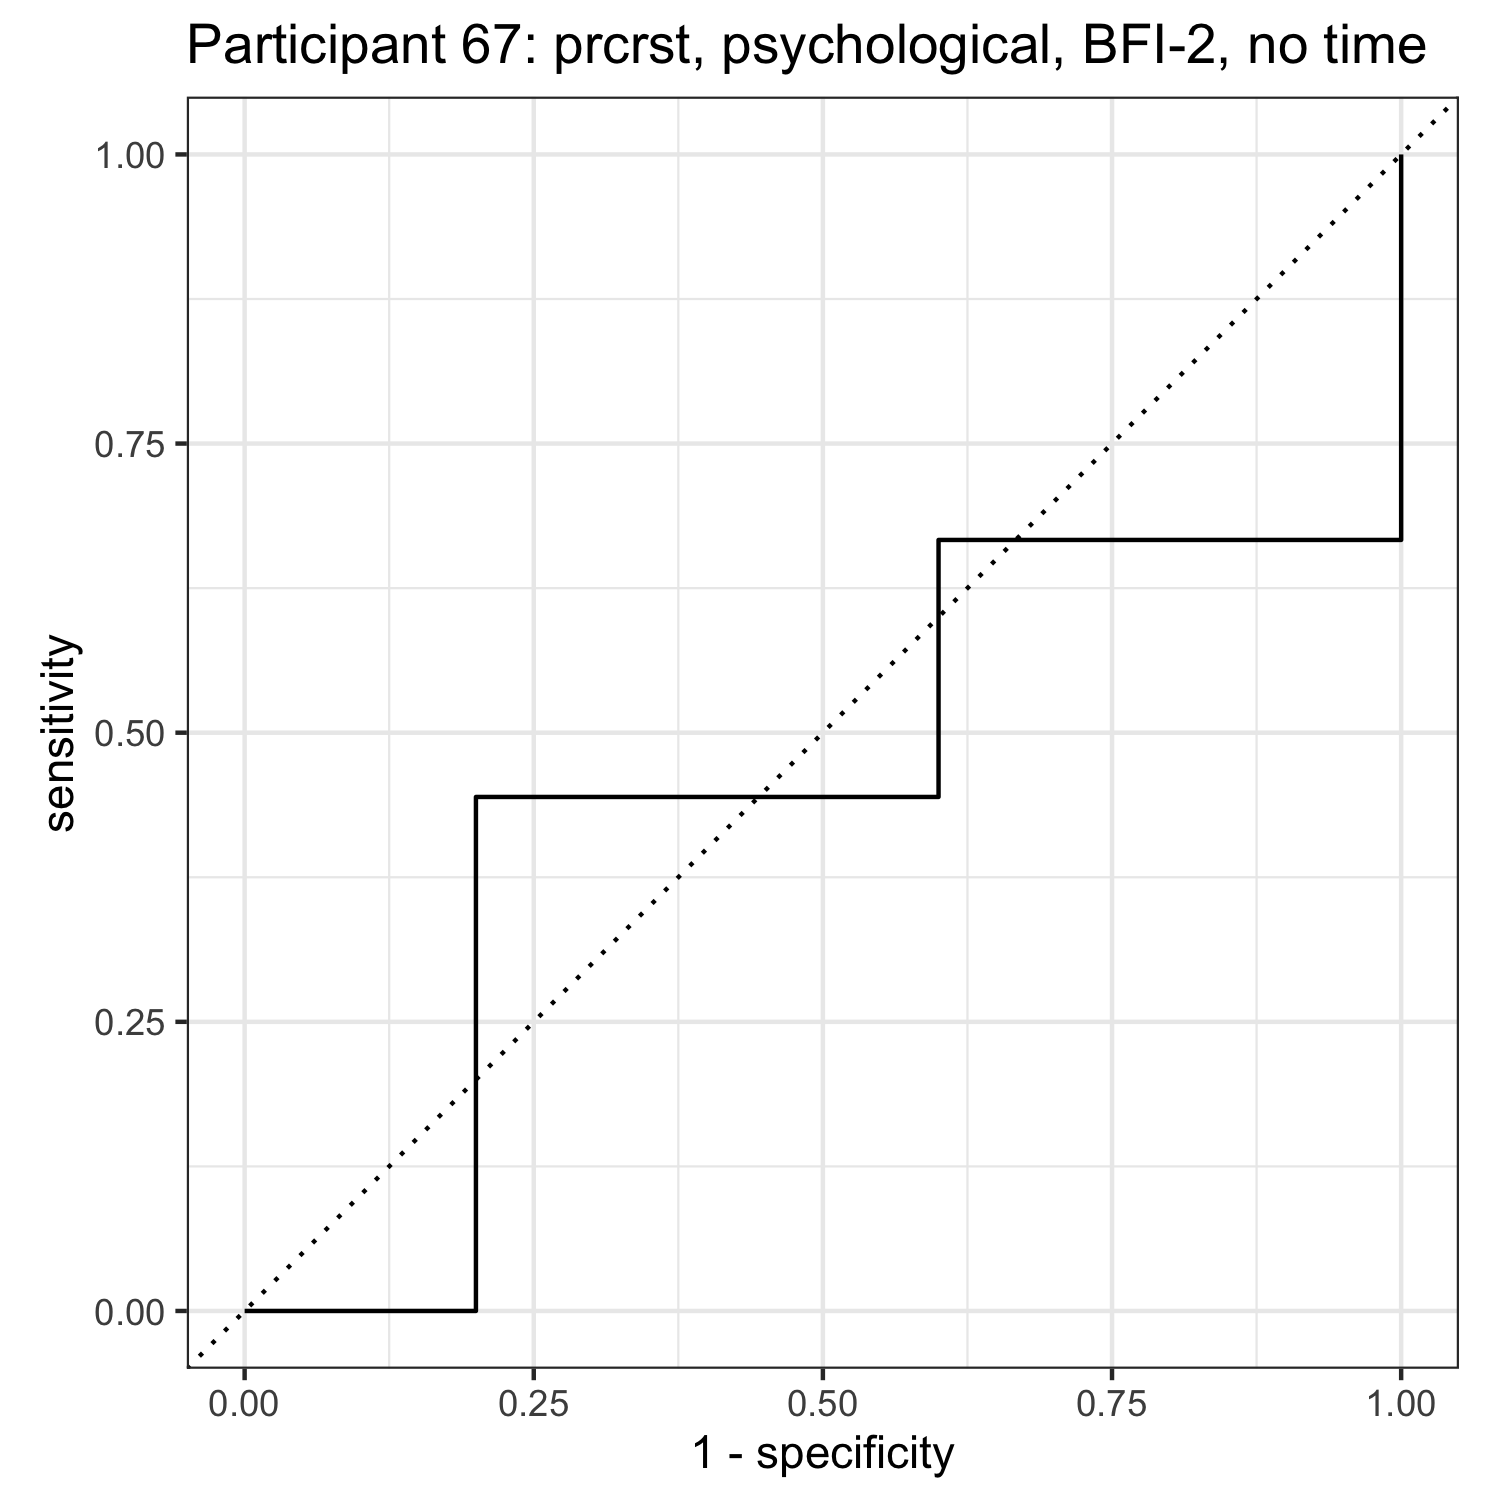 Participant 67: prcrst, psychological, BFI-2, no time
1.00
0.75
0.50
0.25
0.00
sensitivity
0.00 0.25 0.50 0.75 1.00
1 - specificity